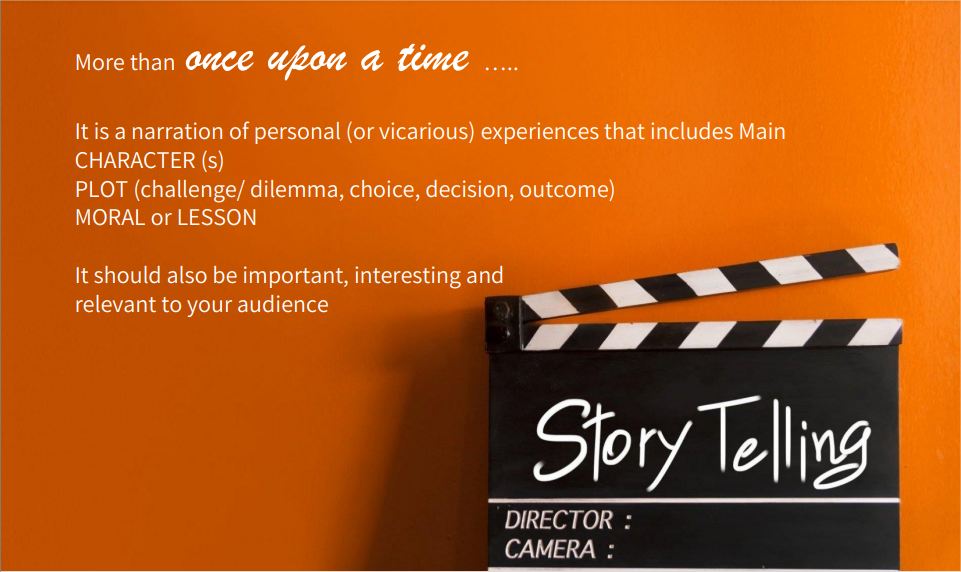 More than once upon a time …..
It is a narration of personal (or vicarious) experiences that includes Main
CHARACTER (s)
PLOT (challenge/ dilemma, choice, decision, outcome)
MORAL or LESSON
It should also be important, interesting and
relevant to your audience
Story Telling
DIRECTOR :
CAMERA :